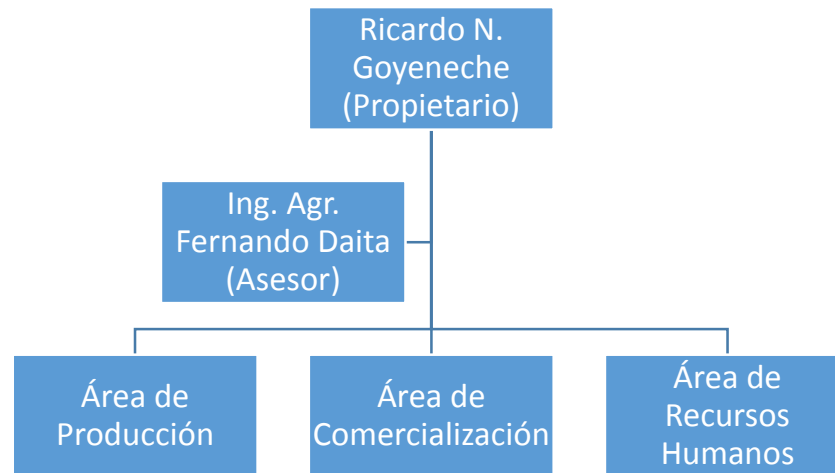 Ricardo N.
Goyeneche
(Propietario)
Ing. Agr.
Fernando Daita
(Asesor)
Área de
Producción
Área de
Comercialización
Área de
Recursos
Humanos